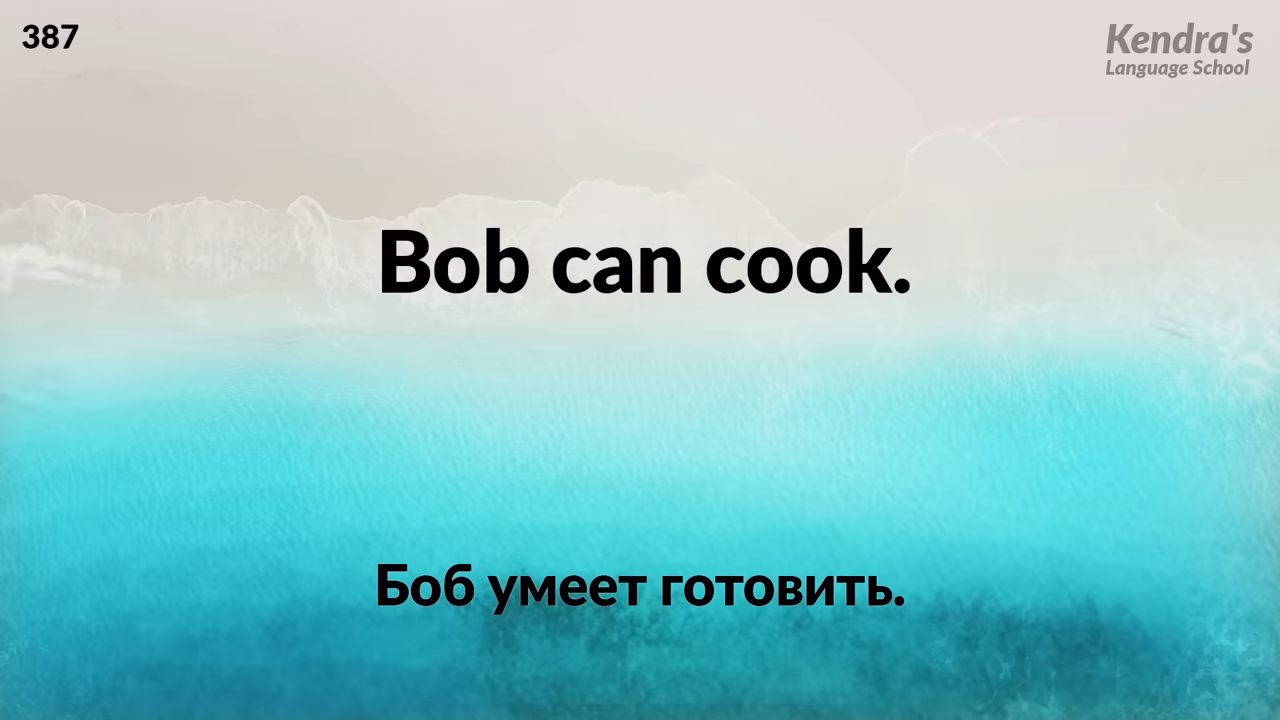 387
Kendra's
Language School
Bob can cook.
Боб умеет готовить.